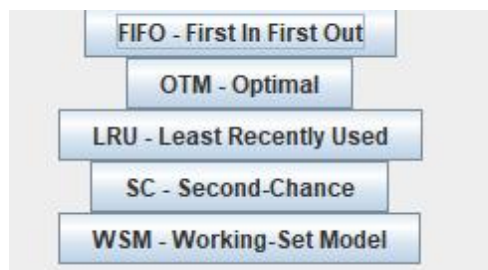 FIFO - First In First Out
OTM - Optimal
LRU - Least Recently Used
SC - Second-Chance
WSM - Working-Set Model